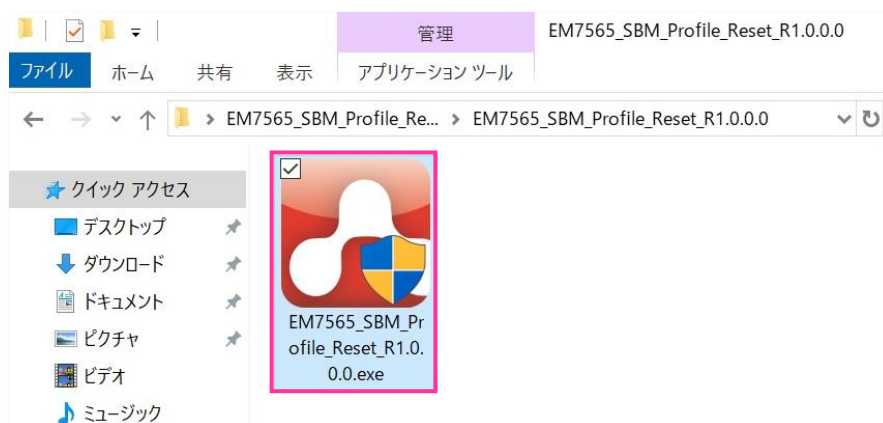 管理
EM7565_SBM_Profile_Reset_R1.0.0.0
ファイル ホーム 共有 表示 アプリケーション ツール
EM7565_SBM_Profile_Re... > EM7565_SBM_Profile_Reset_R1.0.0.0
クイック アクセス
デスクトップ
ダウンロード
ドキュメント
ピクチャ
ビデオ
ミュージック
EM7565_SBM_Pr
ofile_Reset_R1.0.
0.0.exe